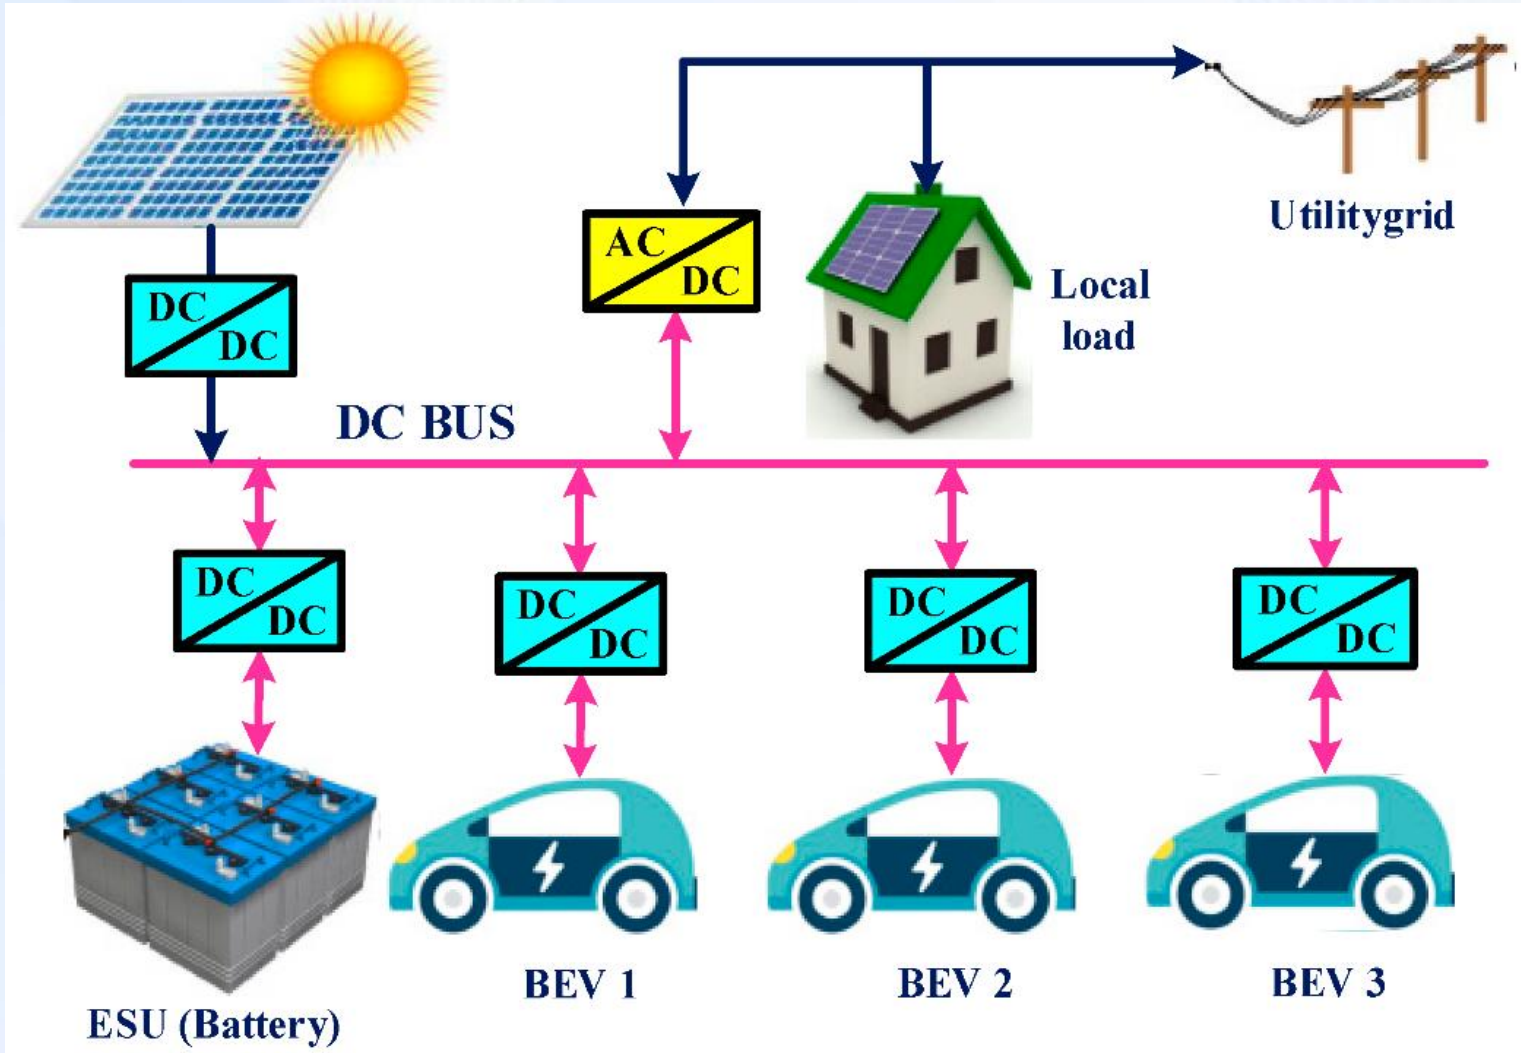 Utilitygrid
AC
DC
Local
load
DC
DC
DC BUS
DC
DC
DC
DC
DC
DC
DC
DC
BEV 1
BEV 2
BEV 3
ESU (Battery)